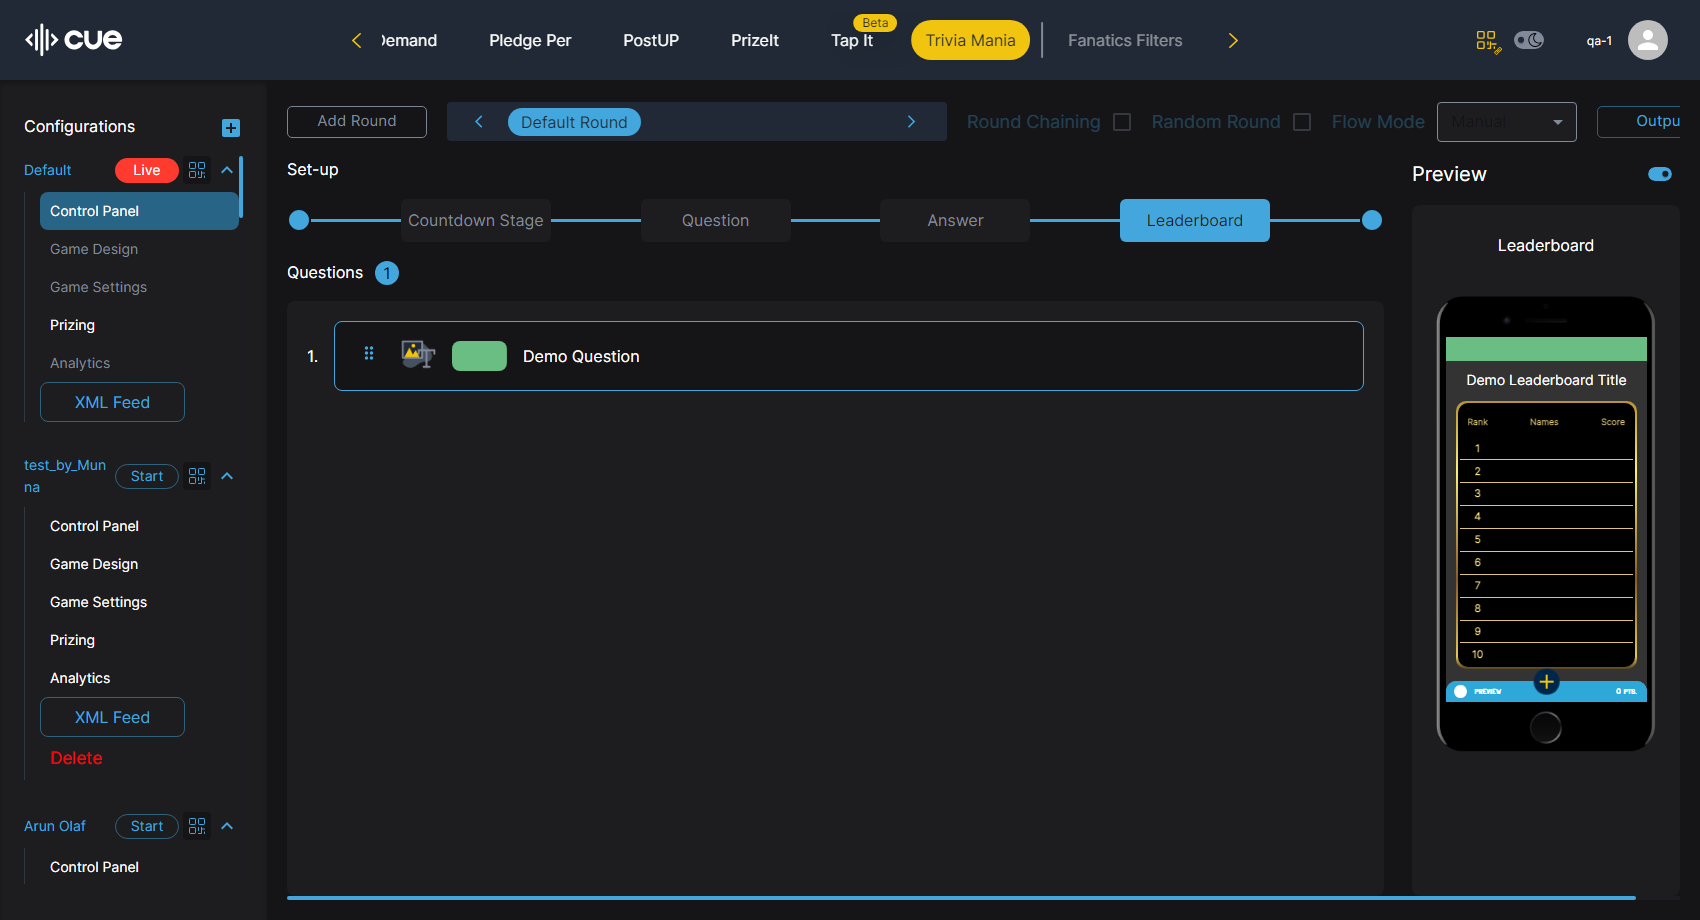 cue
Demand
Pledge Per
PostUP
PrizeIt
Tap It
Beta
Trivia Mania
Fanatics Filters
qa-1
Configurations
Default
Live
Control Panel
Game Design
Game Settings
Prizing
Analytics
XML Feed
test_by_Mun
na
Start
Control Panel
Game Design
Game Settings
Prizing
Analytics
XML Feed
Delete
Arun Olaf
Start
Control Panel
Add Round
Default Round
Round Chaining
Random Round
Flow Mode
Manual
Outpu
Set-up
Countdown Stage
Question
Answer
Leaderboard
Questions 1
1. Demo Question
Preview
Leaderboard
Demo Leaderboard Title
Rank Names Score
1
2
3
4
5
6
7
8
9
10
PREVIEW
0 PTS.